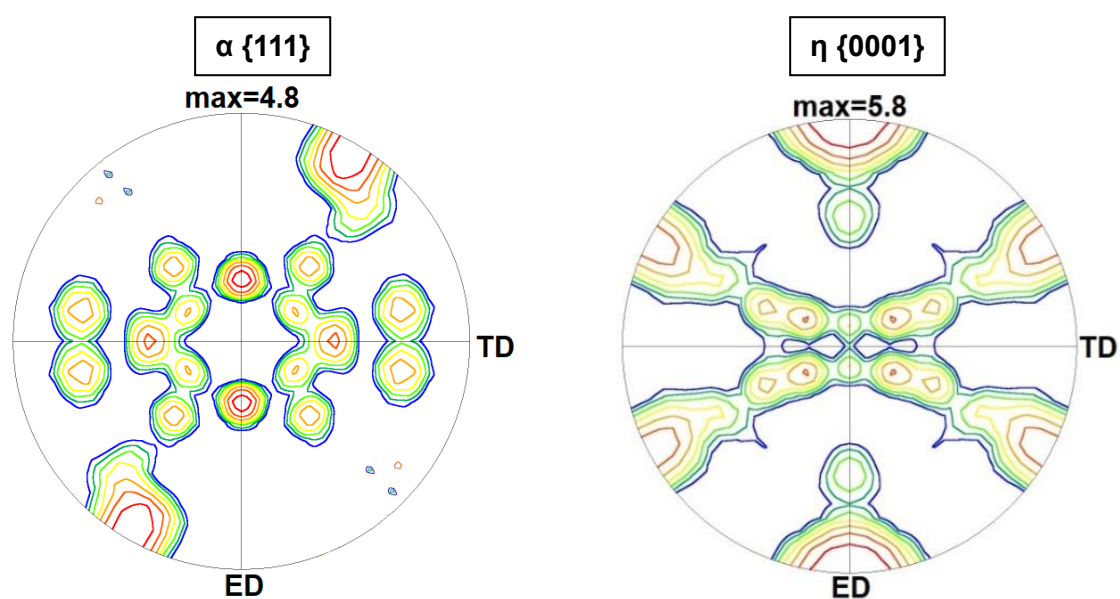 α {111}
max=4.8
TD
ED
η {0001}
max=5.8
TD
ED